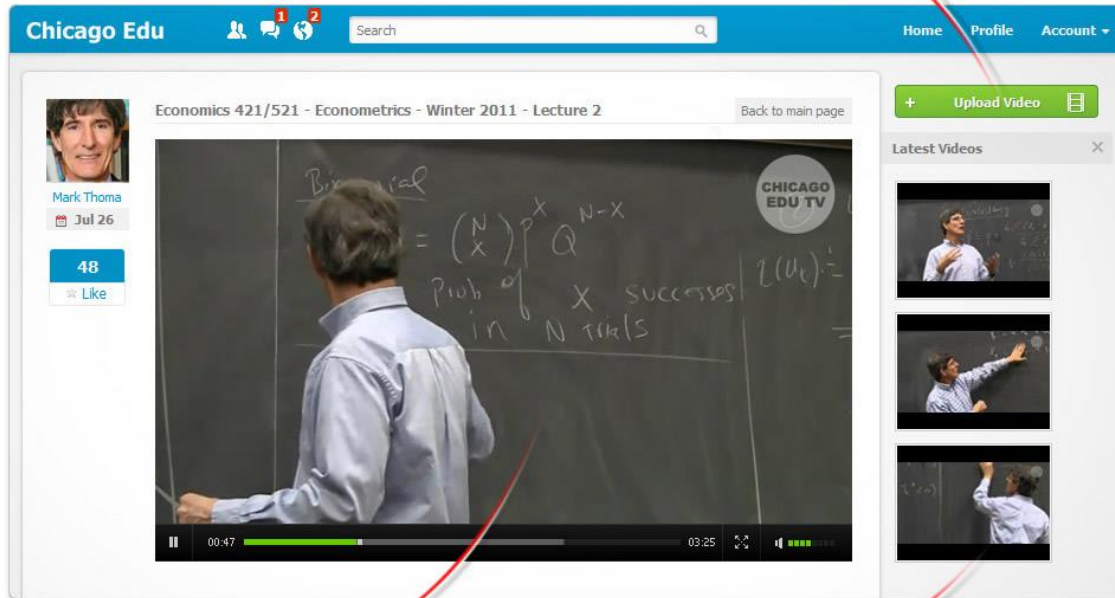 Chicago Edu
1
2
Search
Home Profile Account
Economics 421/521 - Econometrics - Winter 2011 - Lecture 2
Back to main page
+ Upload Video
Latest Videos
Mark Thoma
Jul 26
48
Like
CHICAGO
EDU TV
= (N x) P^x Q^N-x
Prob of X successes
in N trials
00:47
03:25